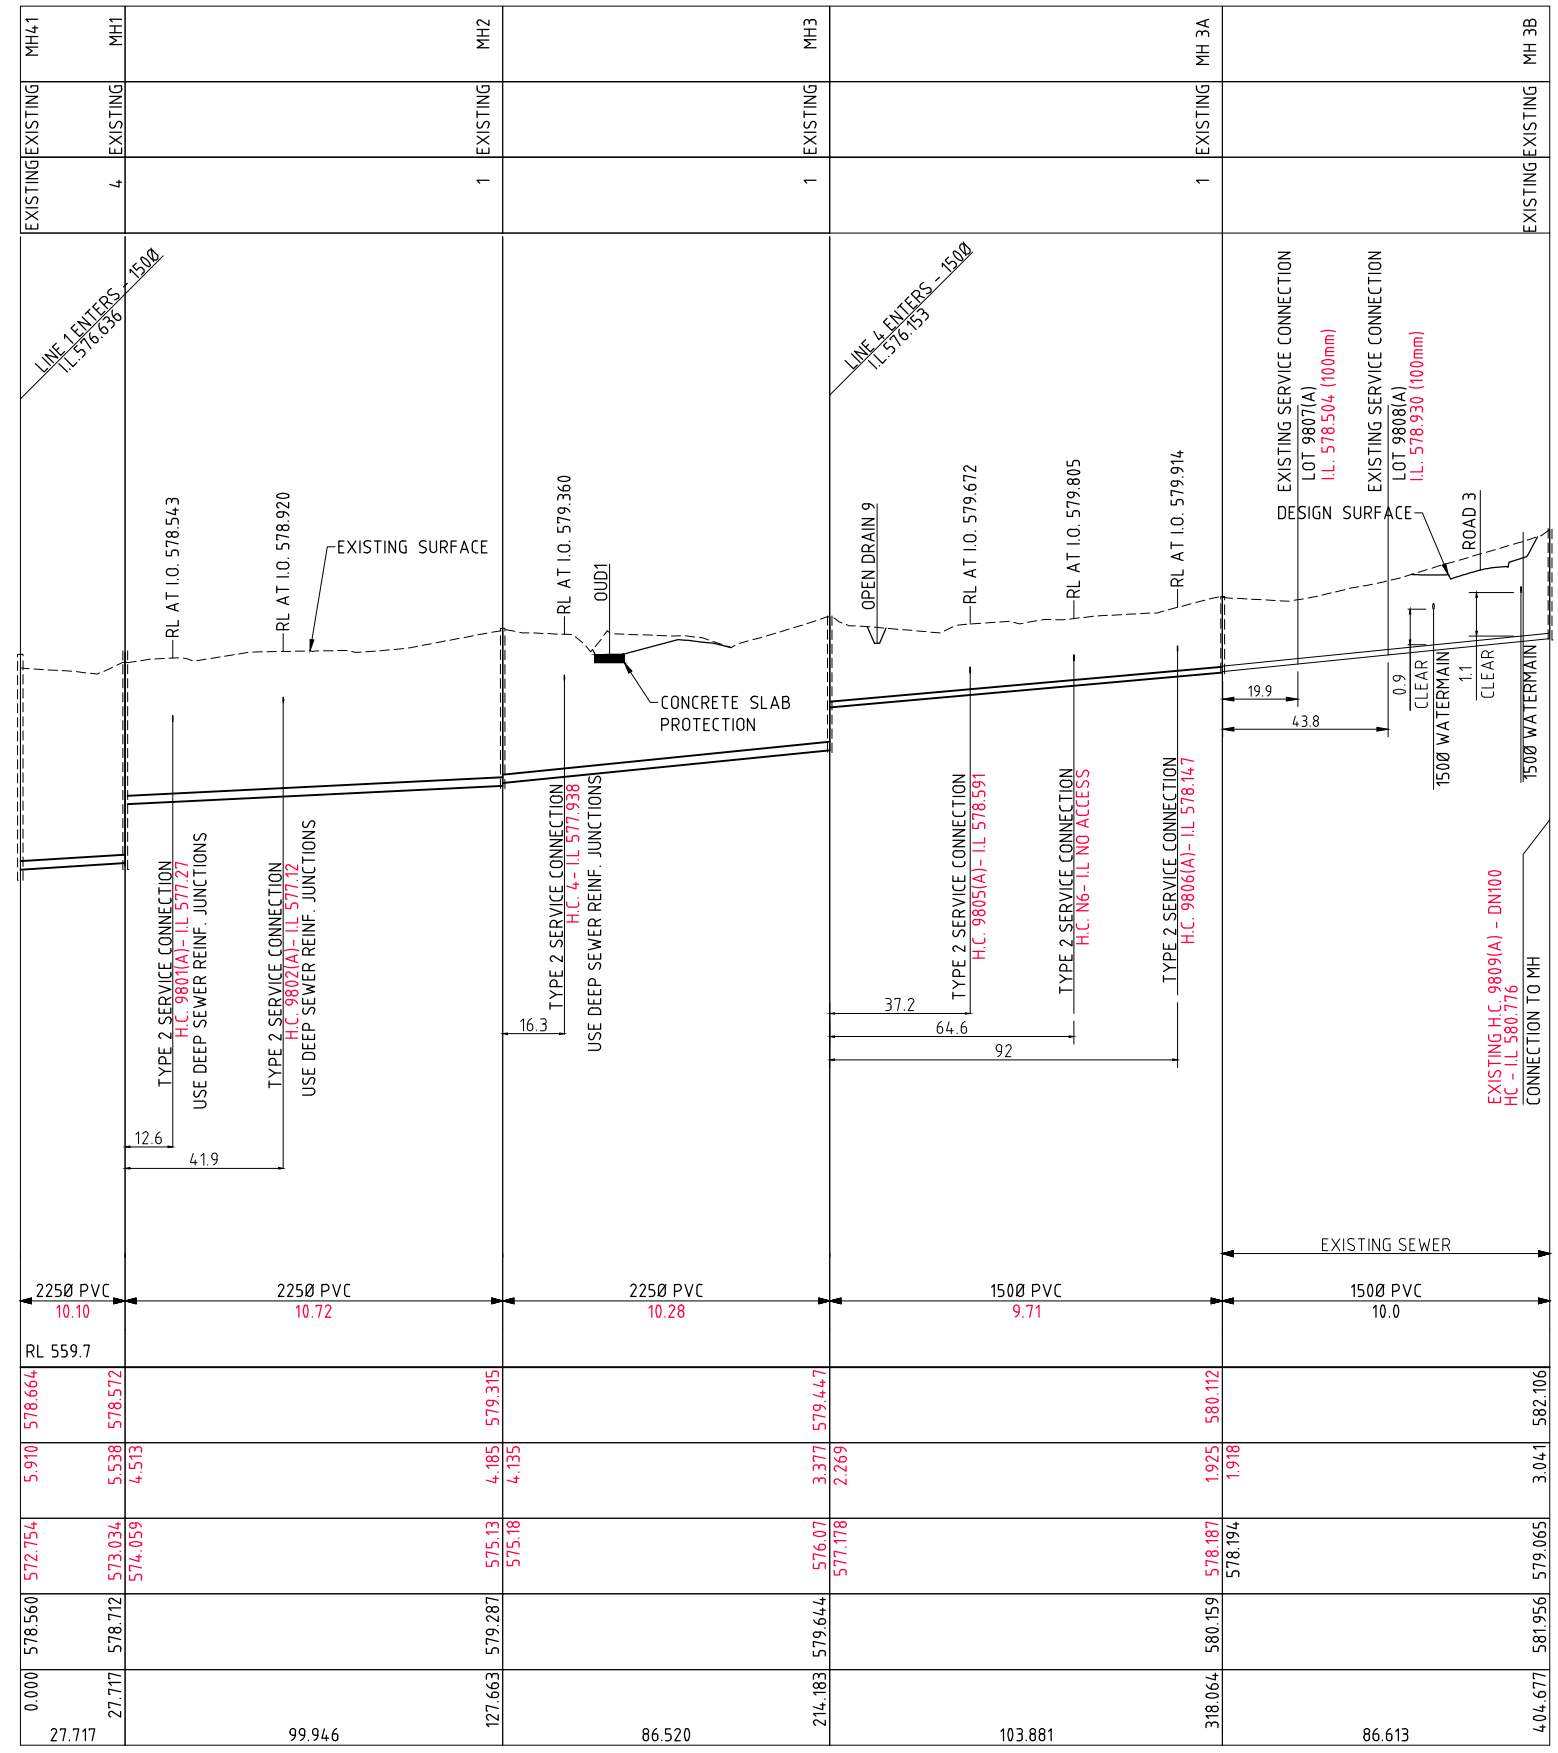 MH41
MH1
MH2
MH3
MH 3A
MH 3B
EXISTING
EXISTING
EXISTING
EXISTING
EXISTING
EXISTING
EXISTING
4
1
1
1
EXISTING
LINE 1 ENTERS - 150Ø
I.L.576.636
LINE 4 ENTERS - 150Ø
I.L.576.153
RL AT I.O. 578.543
RL AT I.O. 578.920
EXISTING SURFACE
RL AT I.O. 579.360
OUD1
CONCRETE SLAB
PROTECTION
OPEN DRAIN 9
RL AT I.O. 579.672
RL AT I.O. 579.805
RL AT I.O. 579.914
EXISTING SERVICE CONNECTION
LOT 9807(A)
I.L. 578.504 (100mm)
EXISTING SERVICE CONNECTION
LOT 9808(A)
I.L. 578.930 (100mm)
DESIGN SURFACE
ROAD 3
19.9
43.8
0.9
CLEAR
150Ø WATERMAIN
1.1
CLEAR
150Ø WATERMAIN
TYPE 2 SERVICE CONNECTION
H.C. 9801(A)- I.L 577.27
USE DEEP SEWER REINF. JUNCTIONS
TYPE 2 SERVICE CONNECTION
H.C. 9802(A)- I.L 577.12
USE DEEP SEWER REINF. JUNCTIONS
TYPE 2 SERVICE CONNECTION
H.C. 4- I.L 577.938
USE DEEP SEWER REINF. JUNCTIONS
TYPE 2 SERVICE CONNECTION
H.C. 9805(A)- I.L 578.591
TYPE 2 SERVICE CONNECTION
H.C. N6- I.L NO ACCESS
TYPE 2 SERVICE CONNECTION
H.C. 9806(A)- I.L 578.147
EXISTING H.C. 9809(A) - DN100
HC - I.L 580.776
CONNECTION TO MH
12.6
41.9
16.3
37.2
64.6
92
EXISTING SEWER
225Ø PVC
225Ø PVC
225Ø PVC
150Ø PVC
150Ø PVC
10.10
10.72
10.28
9.71
10.0
RL 559.7
578.664
578.572
579.315
579.447
580.112
582.106
5.910
5.538
4.513
4.185
4.135
3.377
2.269
1.925
1.918
3.041
572.754
573.034
574.059
575.13
575.18
576.07
577.178
578.187
578.194
579.065
578.560
578.712
579.287
579.644
580.159
581.956
0.000
27.717
127.663
214.183
318.064
404.677
27.717
99.946
86.520
103.881
86.613